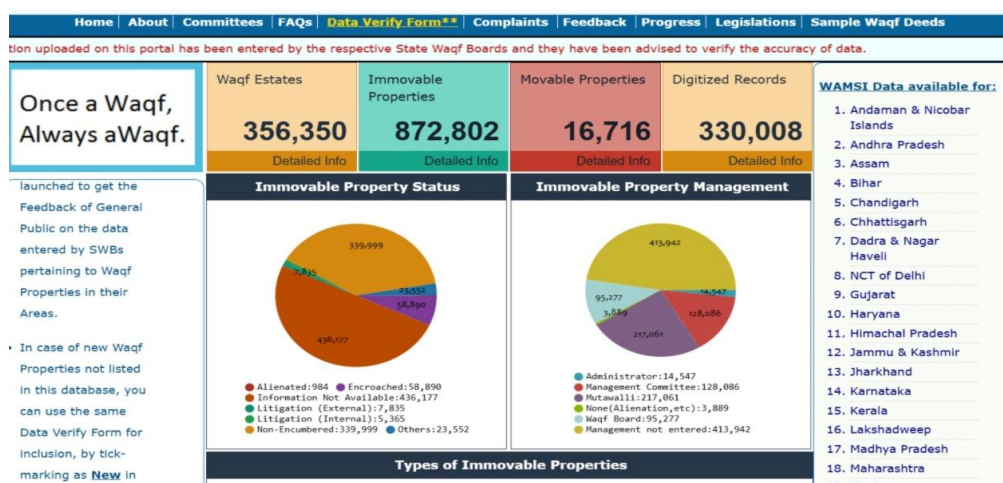 Home About Committees FAQs Data Verify Form** Complaints Feedback Progress Legislations Sample Waqf Deeds
tion uploaded on this portal has been entered by the respective State Waqf Boards and they have been advised to verify the accuracy of data.
Once a Waqf,
Always aWaqf.
launched to get the
Feedback of General
Public on the data
entered by SWBs
pertaining to Waqf
Properties in their
Areas.
In case of new Waqf
Properties not listed
in this database, you
can use the same
Data Verify Form for
inclusion, by tick-
marking as New in
Waqf Estates
356,350
Detailed Info
Immovable
Properties
872,802
Detailed Info
Movable Properties
16,716
Detailed Info
Digitized Records
330,008
Detailed Info
Immovable Property Status
339,999
7,835
23,552
58,890
436,177
Alienated:984 Encroached:58,890
Information Not Available:436,177
Litigation (External):7,835
Litigation (Internal):5,365
Non-Encumbered:339,999 Others:23,552
Immovable Property Management
413,942
95,277
14,547
3,889
128,086
217,061
Administrator:14,547
Management Committee:128,086
Mutawalli:217,061
None(Alienation,etc):3,889
Waqf Board:95,277
Management not entered:413,942
Types of Immovable Properties
WAMSI Data available for:
1. Andaman & Nicobar
Islands
2. Andhra Pradesh
3. Assam
4. Bihar
5. Chandigarh
6. Chhattisgarh
7. Dadra & Nagar
Haveli
8. NCT of Delhi
9. Gujarat
10. Haryana
11. Himachal Pradesh
12. Jammu & Kashmir
13. Jharkhand
14. Karnataka
15. Kerala
16. Lakshadweep
17. Madhya Pradesh
18. Maharashtra